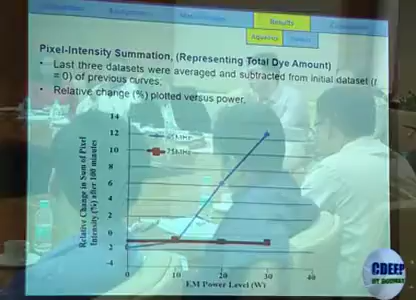 Results
Aqueous
Pixel-Intensity Summation, (Representing Total Dye Amount)
• Last three datasets were averaged and subtracted from initial dataset (t
= 0) of previous curves;
• Relative change (%) plotted versus power.
14
12
10
8
6
4
2
0
-2
-4
0 10 20 30 40
Relative Change in Sum of Pixel
Intensity (%) after 100 minutes
EM Power Level (W)
CDEEP
IIT BOMBAY